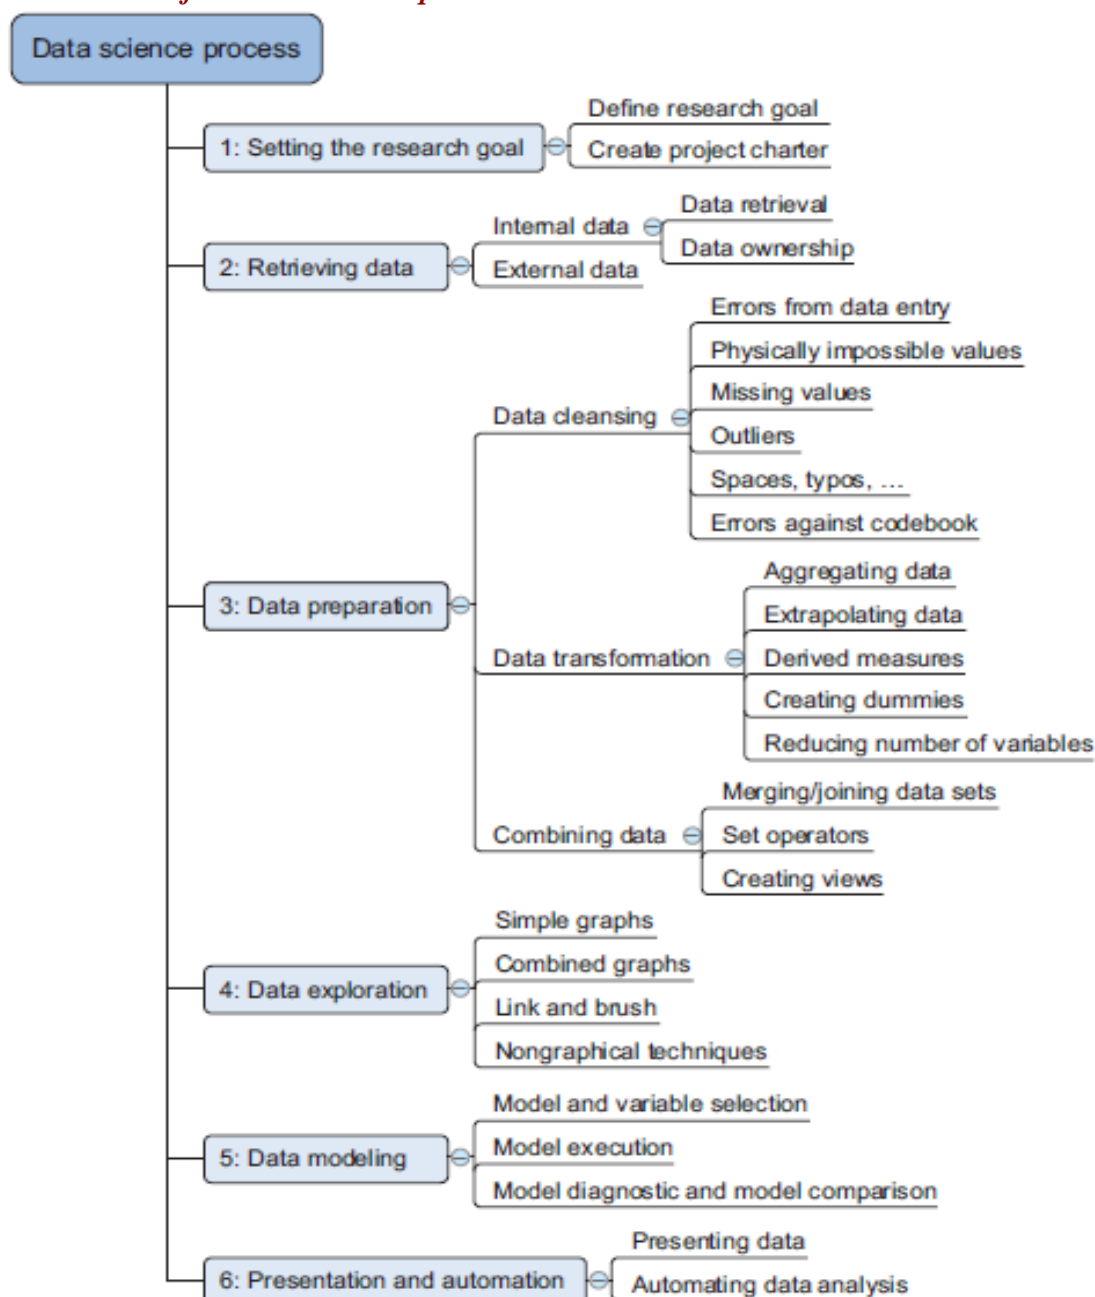 Data science process
1: Setting the research goal
Define research goal
Create project charter
2: Retrieving data
Internal data
Data retrieval
Data ownership
External data
3: Data preparation
Data cleansing
Errors from data entry
Physically impossible values
Missing values
Outliers
Spaces, typos, …
Errors against codebook
Data transformation
Aggregating data
Extrapolating data
Derived measures
Creating dummies
Reducing number of variables
Combining data
Merging/joining data sets
Set operators
Creating views
4: Data exploration
Simple graphs
Combined graphs
Link and brush
Nongraphical techniques
5: Data modeling
Model and variable selection
Model execution
Model diagnostic and model comparison
6: Presentation and automation
Presenting data
Automating data analysis